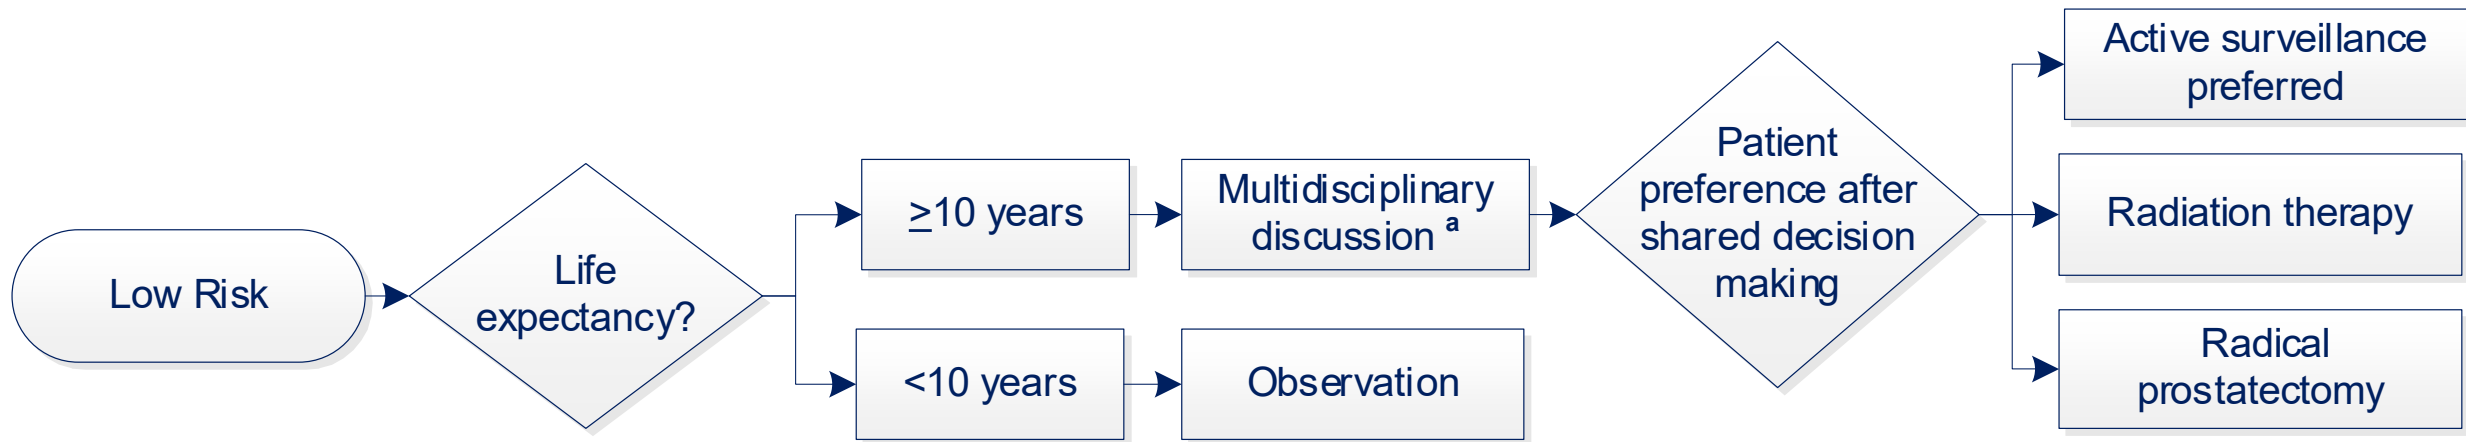 Low Risk
Life
expectancy?
≥10 years
Multidisciplinary
discussion a
<10 years
Observation
Patient
preference after
shared decision
making
Active surveillance
preferred
Radiation therapy
Radical
prostatectomy